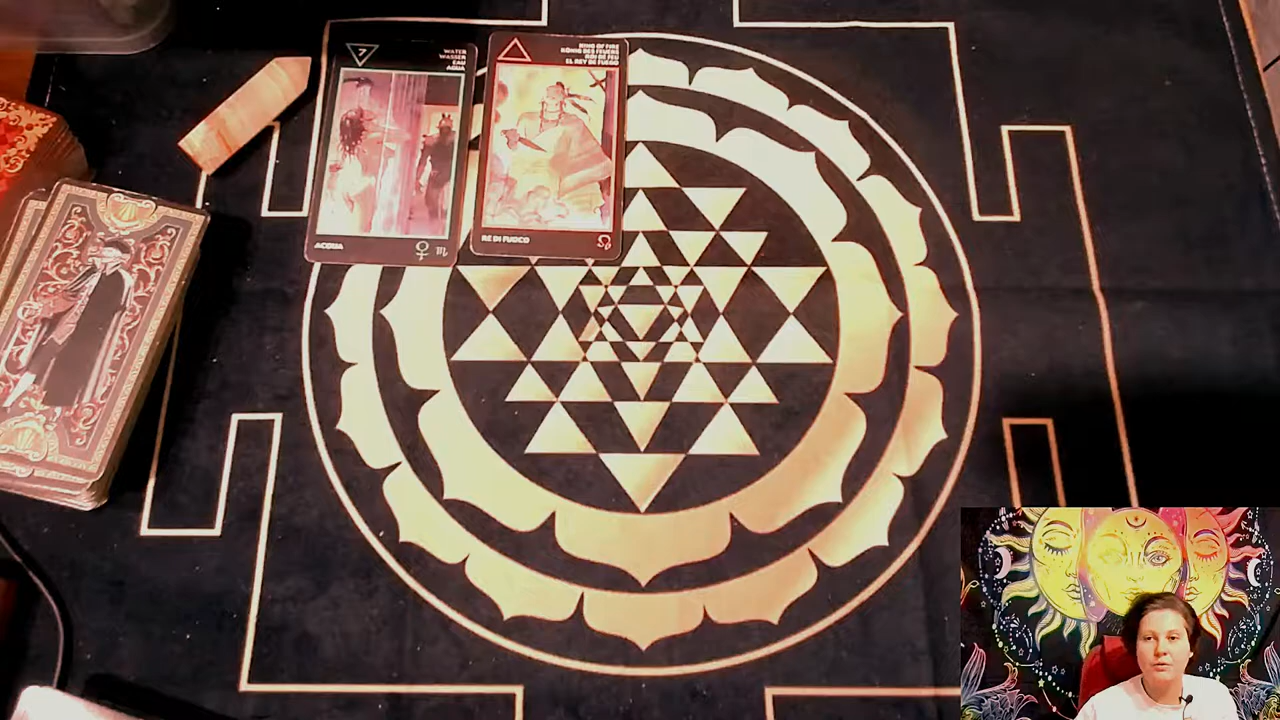 7
WATER
WASSER
EAU
AGUA
ACQUA
KING OF FIRE
KÖNIG DES FEUERS
ROI DE FEU
EL REY DE FUEGO
RE DI FUOCO